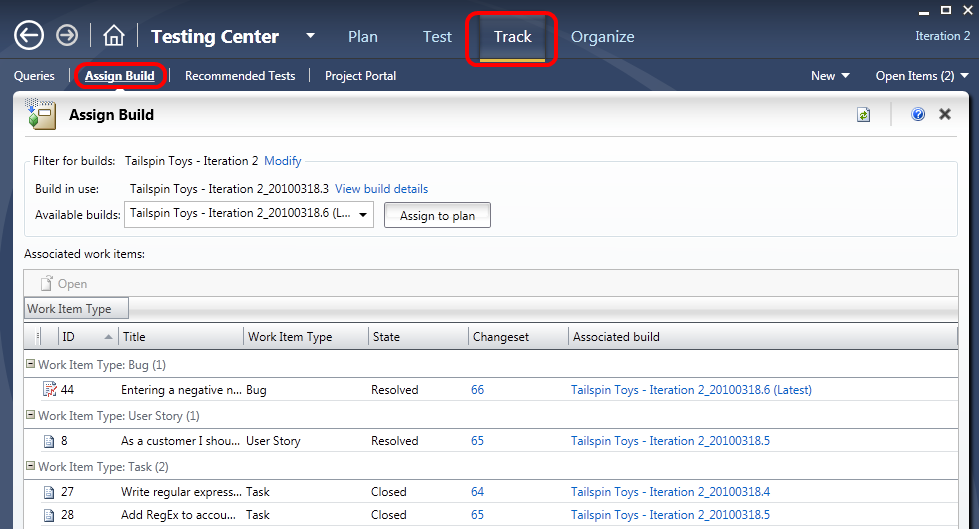 Testing Center Plan Test Track Organize Iteration 2
Queries Assign Build Recommended Tests Project Portal New Open Items (2)
Assign Build
Filter for builds: Tailspin Toys - Iteration 2 Modify
Build in use: Tailspin Toys - Iteration 2_20100318.3 View build details
Available builds: Tailspin Toys - Iteration 2_20100318.6 (L... Assign to plan
Associated work items:
Open
Work Item Type
ID Title Work Item Type State Changeset Associated build
Work Item Type: Bug (1)
44 Entering a negative n... Bug Resolved 66 Tailspin Toys - Iteration 2_20100318.6 (Latest)
Work Item Type: User Story (1)
8 As a customer I shou... User Story Resolved 65 Tailspin Toys - Iteration 2_20100318.5
Work Item Type: Task (2)
27 Write regular express... Task Closed 64 Tailspin Toys - Iteration 2_20100318.4
28 Add RegEx to accou... Task Closed 65 Tailspin Toys - Iteration 2_20100318.5